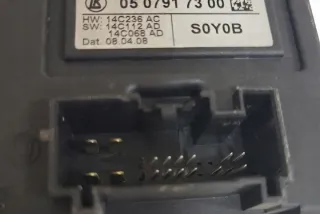 05 0791 73 00
HW: 14C236 AC
SW: 14C112 AD
14C068 AD
Dat. 08.04.08
S0Y0B